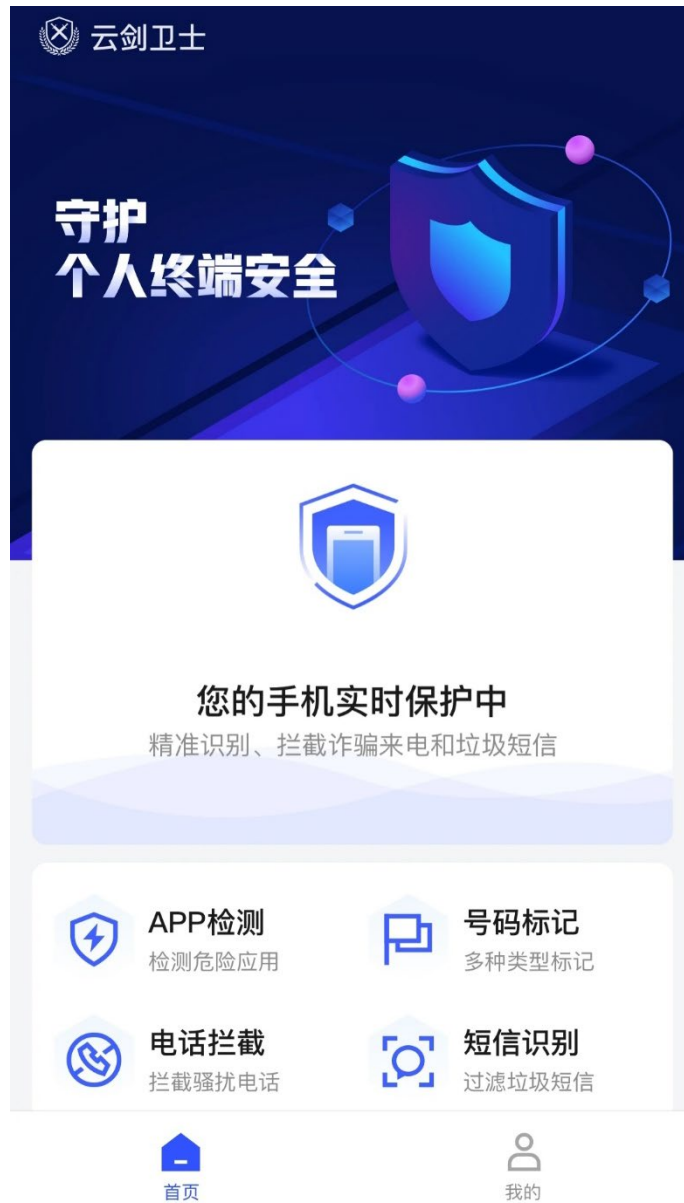 云剑卫士
守护
个人终端安全
您的手机实时保护中
精准识别、拦截诈骗来电和垃圾短信
APP检测
检测危险应用
号码标记
多种类型标记
电话拦截
拦截骚扰电话
短信识别
过滤垃圾短信
首页
我的